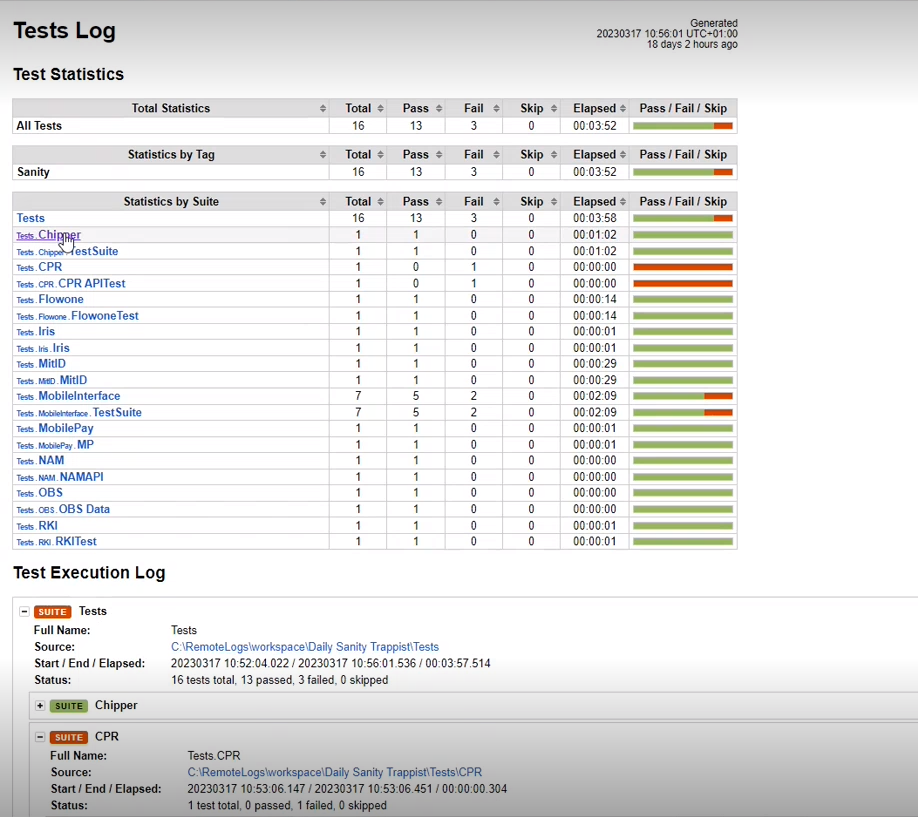 Tests Log
Generated
20230317 10:56:01 UTC+01:00
18 days 2 hours ago
Test Statistics
Total Statistics Total Pass Fail Skip Elapsed Pass / Fail / Skip
All Tests 16 13 3 0 00:03:52
Statistics by Tag Total Pass Fail Skip Elapsed Pass / Fail / Skip
Sanity 16 13 3 0 00:03:52
Statistics by Suite Total Pass Fail Skip Elapsed Pass / Fail / Skip
Tests 16 13 3 0 00:03:58
Tests . Chipper 1 1 0 0 00:01:02
Tests . Chipper . TestSuite 1 1 0 0 00:01:02
Tests . CPR 1 0 1 0 00:00:00
Tests . CPR . CPR APITest 1 0 1 0 00:00:00
Tests . Flowone 1 1 0 0 00:00:14
Tests . Flowone . FlowoneTest 1 1 0 0 00:00:14
Tests . Iris 1 1 0 0 00:00:01
Tests . Iris . Iris 1 1 0 0 00:00:01
Tests . MitID 1 1 0 0 00:00:29
Tests . MitID . MitID 1 1 0 0 00:00:29
Tests . MobileInterface 7 5 2 0 00:02:09
Tests . MobileInterface . TestSuite 7 5 2 0 00:02:09
Tests . MobilePay 1 1 0 0 00:00:01
Tests . MobilePay . MP 1 1 0 0 00:00:01
Tests . NAM 1 1 0 0 00:00:00
Tests . NAM . NAMAPI 1 1 0 0 00:00:00
Tests . OBS 1 1 0 0 00:00:00
Tests . OBS . OBS Data 1 1 0 0 00:00:00
Tests . RKI 1 1 0 0 00:00:01
Tests . RKI . RKITest 1 1 0 0 00:00:01
Test Execution Log
− SUITE Tests
Full Name: Tests
Source: C:\RemoteLogs\workspace\Daily Sanity Trappist\Tests
Start / End / Elapsed: 20230317 10:52:04.022 / 20230317 10:56:01.536 / 00:03:57.514
Status: 16 tests total, 13 passed, 3 failed, 0 skipped
+ SUITE Chipper
− SUITE CPR
Full Name: Tests.CPR
Source: C:\RemoteLogs\workspace\Daily Sanity Trappist\Tests\CPR
Start / End / Elapsed: 20230317 10:53:06.147 / 20230317 10:53:06.451 / 00:00:00.304
Status: 1 test total, 0 passed, 1 failed, 0 skipped